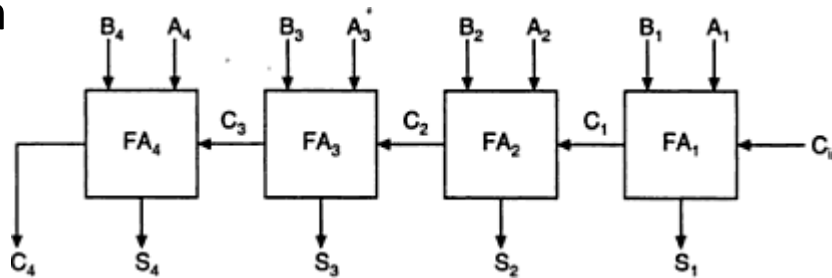 B₄ A₄ B₃ A₃ B₂ A₂ B₁ A₁
FA₄ C₃ FA₃ C₂ FA₂ C₁ FA₁
C₄ S₄ S₃ S₂ S₁